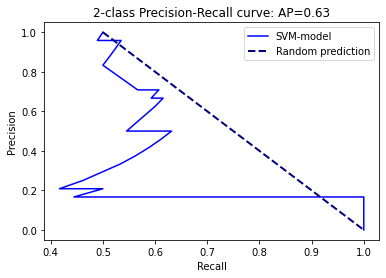 2-class Precision-Recall curve: AP=0.63
SVM-model
Random prediction
Precision
1.0
0.8
0.6
0.4
0.2
0.0
0.4
0.5
0.6
0.7
0.8
0.9
1.0
Recall